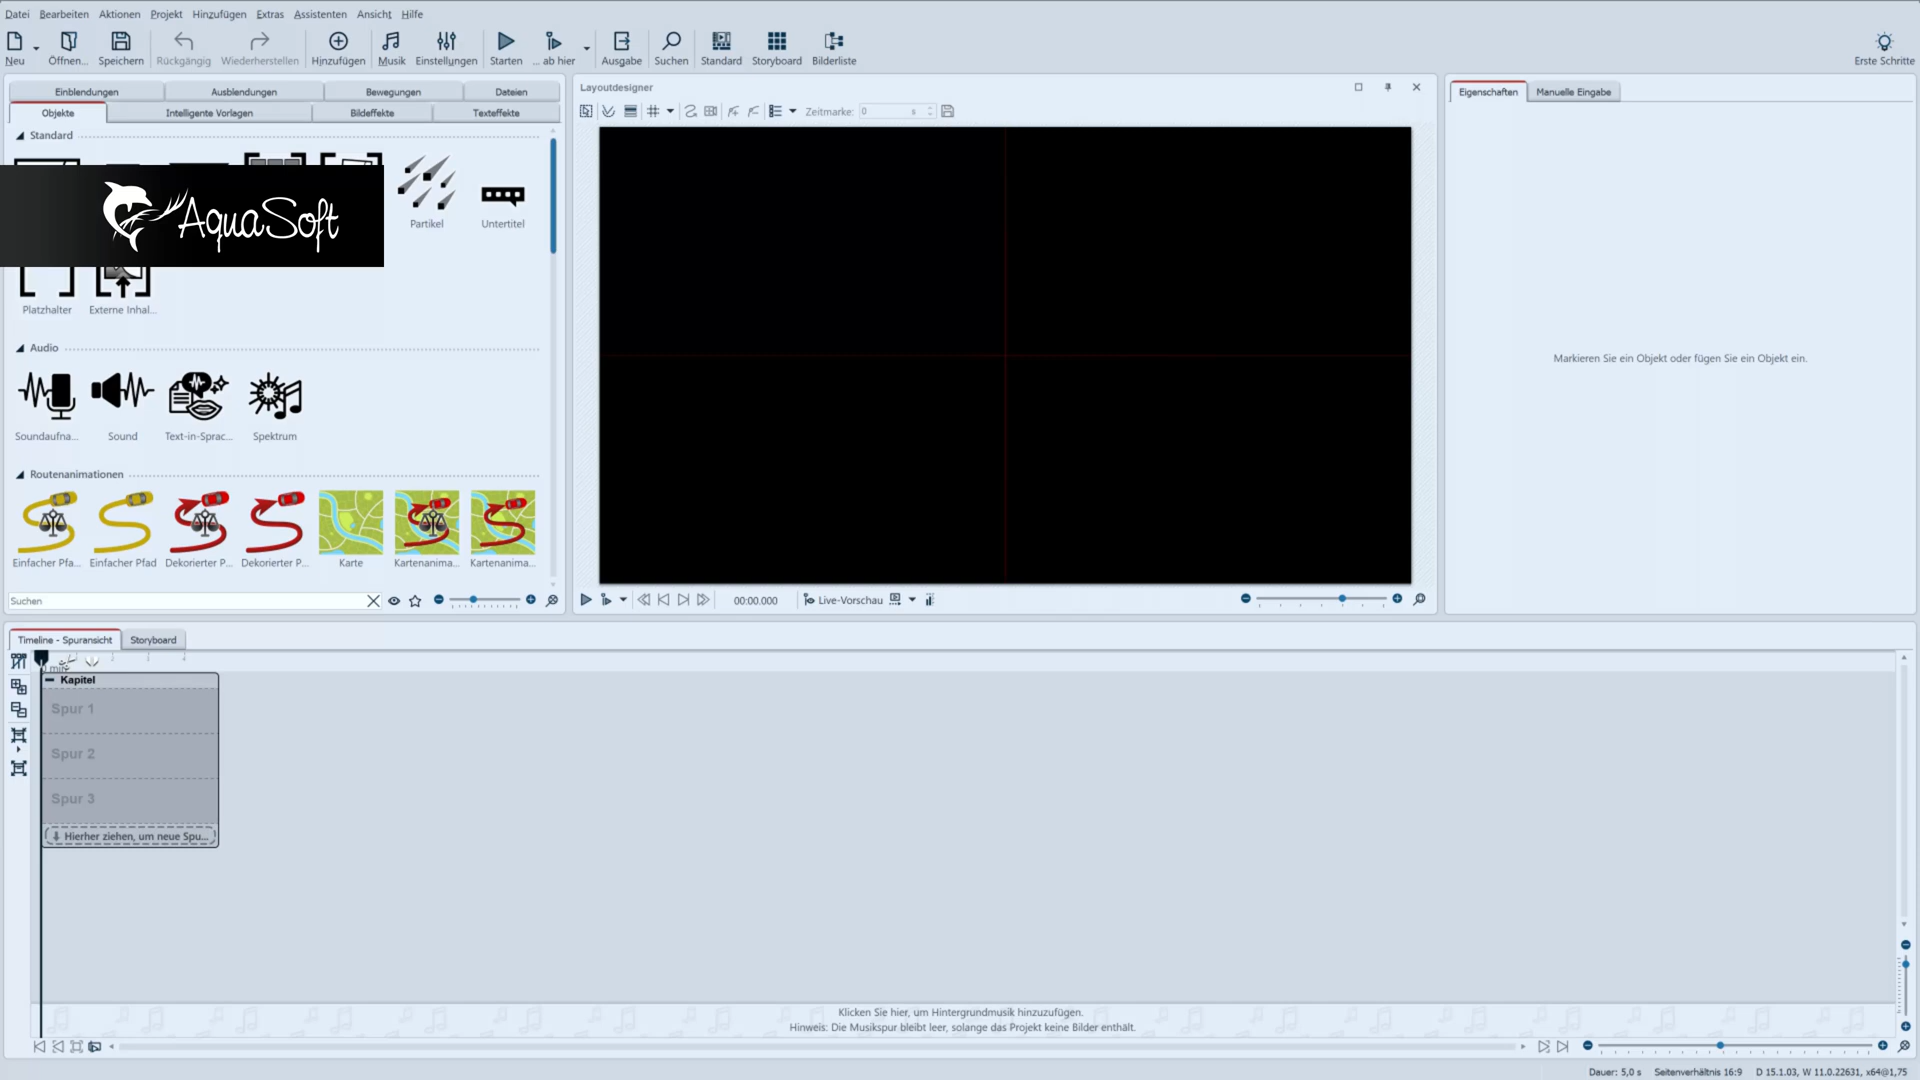 Datei Bearbeiten Aktionen Projekt Hinzufügen Extras Assistenten Ansicht Hilfe
Neu Öffnen... Speichern Rückgängig Wiederherstellen Hinzufügen Musik Einstellungen Starten ... ab hier Ausgabe Suchen Standard Storyboard Bilderliste Erste Schritte
Einblendungen Ausblendungen Bewegungen Dateien
Objekte Intelligente Vorlagen Bildeffekte Texteffekte
Standard
AquaSoft
Partikel Untertitel
Platzhalter Externe Inhal...
Audio
Soundaufna... Sound Text-in-Sprac... Spektrum
Routenanimationen
Einfacher Pfa... Einfacher Pfad Dekorierter P... Dekorierter P... Karte Kartenanima... Kartenanima...
Suchen
Layoutdesigner
Zeitmarke: 0 s
00:00.000 Live-Vorschau
Eigenschaften Manuelle Eingabe
Markieren Sie ein Objekt oder fügen Sie ein Objekt ein.
Timeline - Spuransicht Storyboard
0 min
Kapitel
Spur 1
Spur 2
Spur 3
Hierher ziehen, um neue Spu...
Klicken Sie hier, um Hintergrundmusik hinzuzufügen.
Hinweis: Die Musikspur bleibt leer, solange das Projekt keine Bilder enthält.
Dauer: 5,0 s Seitenverhältnis 16:9 D 15.1.03, W 11.0.22631, x64@1,75